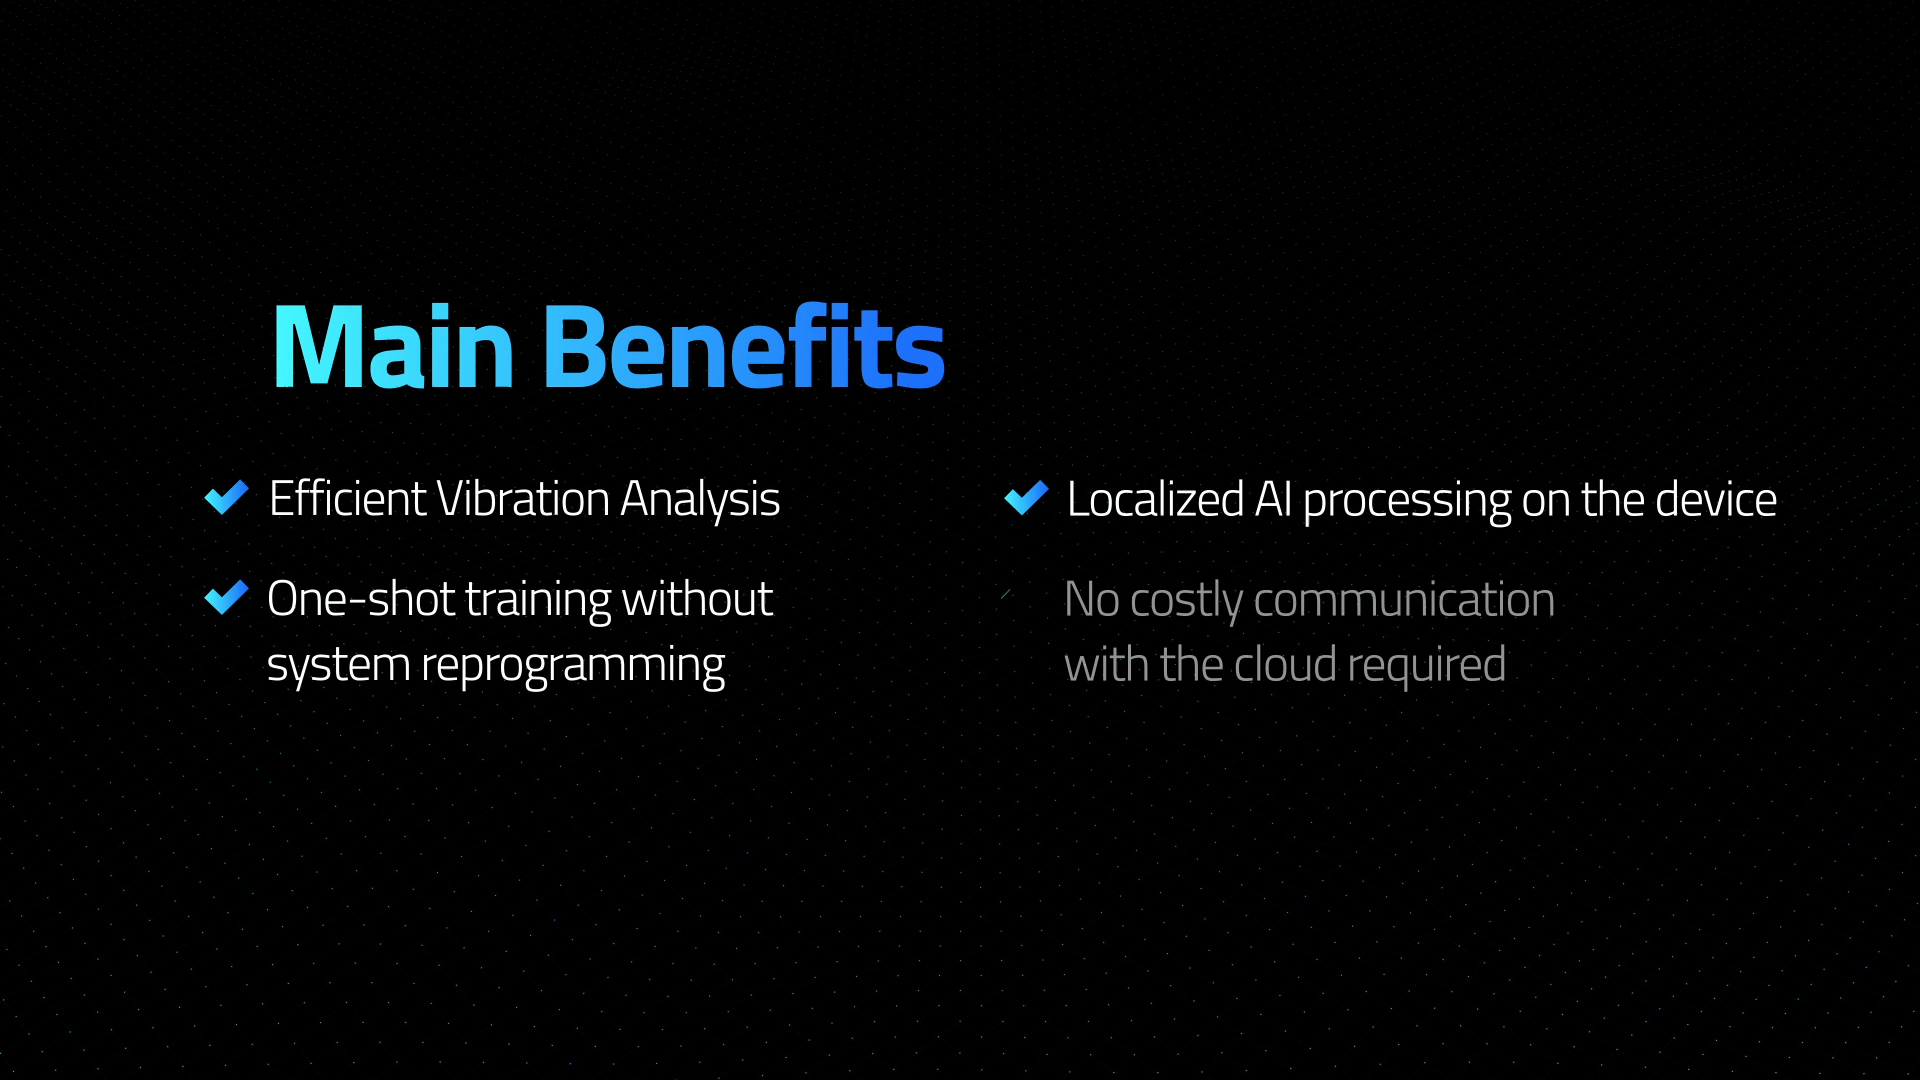 Main Benefits
Efficient Vibration Analysis
One-shot training without
system reprogramming
Localized AI processing on the device
No costly communication
with the cloud required